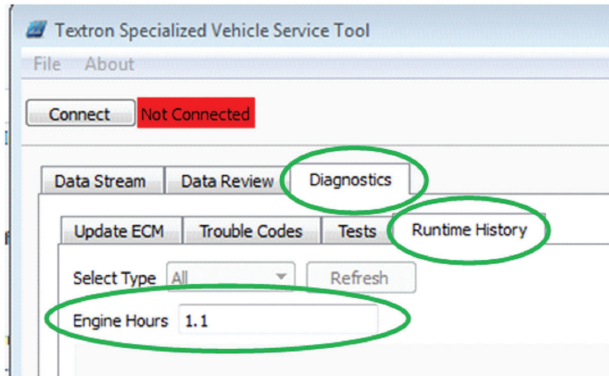 Textron Specialized Vehicle Service Tool
File About
Connect Not Connected
Data Stream Data Review Diagnostics
Update ECM Trouble Codes Tests Runtime History
Select Type All Refresh
Engine Hours 1.1